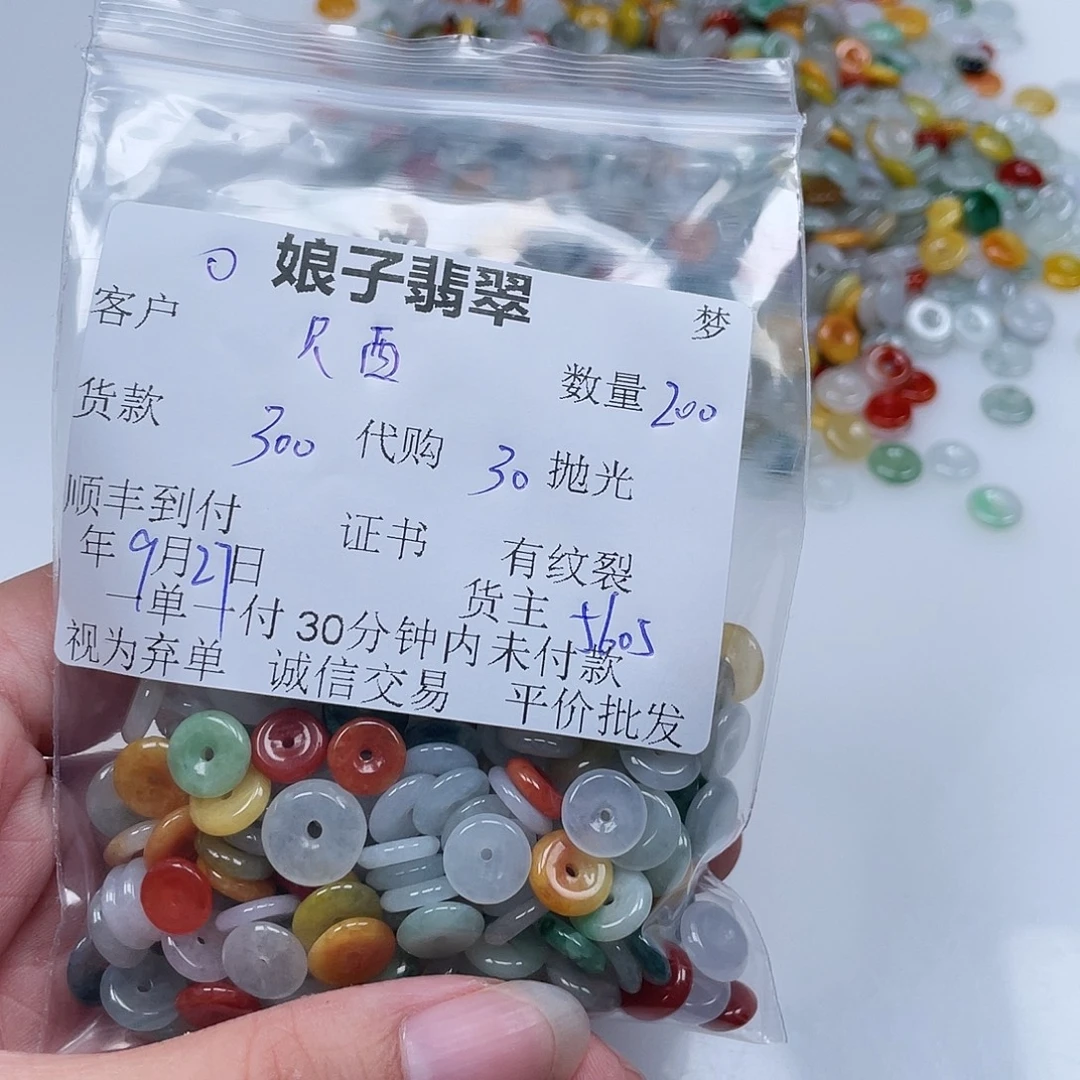 娘子翡翠
客户 西 梦
数量 200
货款 300 代购 30 抛光
顺丰到付 证书 有纹裂
年 9月27日 货主 5605
一单一付 30分钟内未付款
视为弃单 诚信交易 平价批发